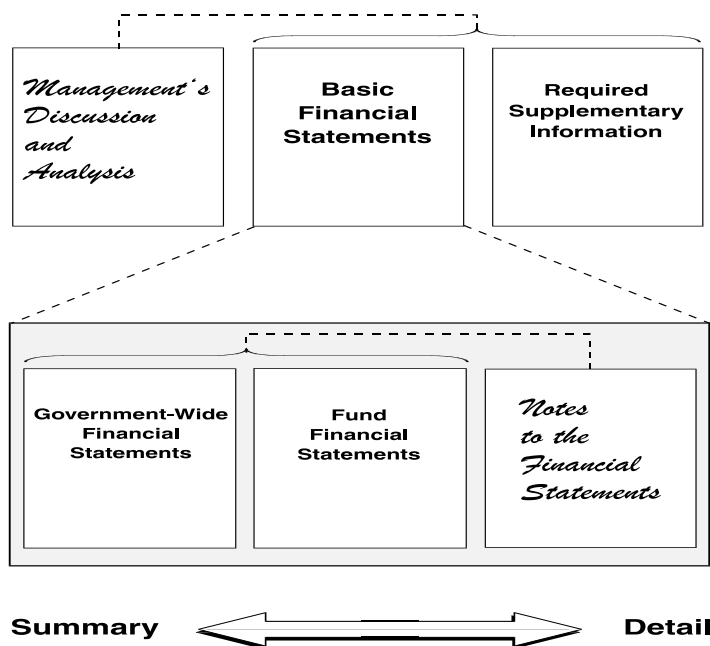 Management's
Discussion
and
Analysis
Basic
Financial
Statements
Required
Supplementary
Information
Government-Wide
Financial
Statements
Fund
Financial
Statements
Notes
to the
Financial
Statements
Summary
Detail